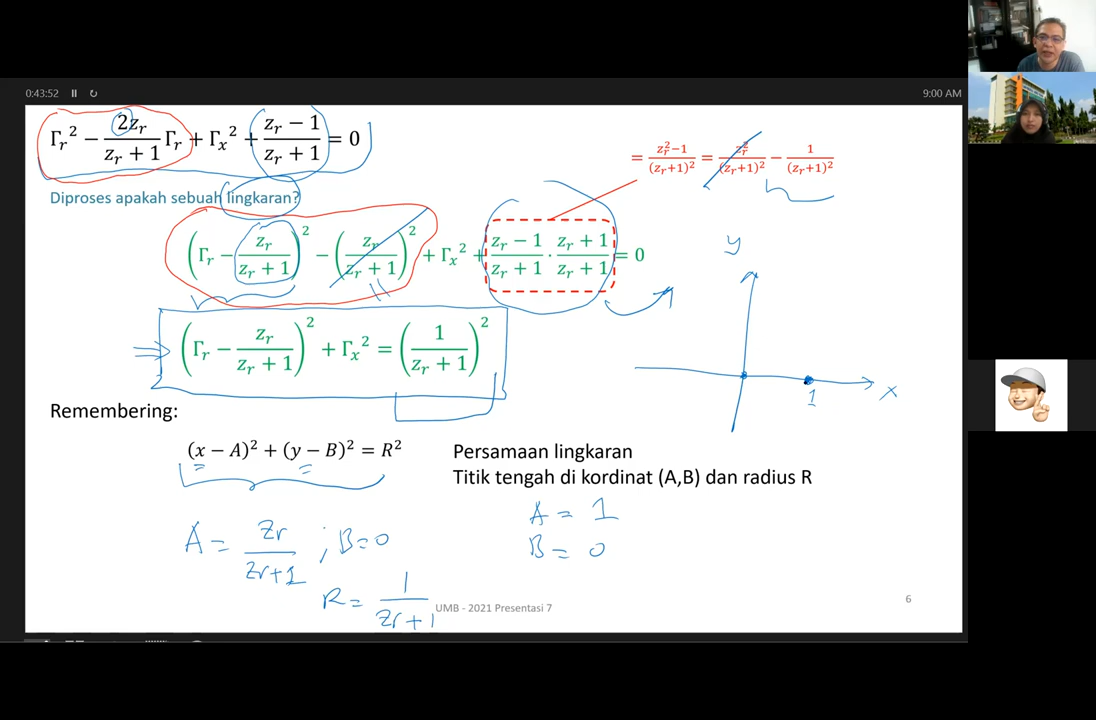 0:43:52
9:00 AM
Γᵣ² − 2zᵣ/(zᵣ + 1) Γᵣ + Γₓ² + (zᵣ − 1)/(zᵣ + 1) = 0
= (zᵣ² − 1)/(zᵣ+1)² = zᵣ²/(zᵣ+1)² − 1/(zᵣ+1)²
Diproses apakah sebuah lingkaran?
(Γᵣ − zᵣ/(zᵣ + 1))² − (zᵣ/(zᵣ + 1))² + Γₓ² + (zᵣ − 1)/(zᵣ + 1) · (zᵣ + 1)/(zᵣ + 1) = 0
y
⇒ (Γᵣ − zᵣ/(zᵣ + 1))² + Γₓ² = (1/(zᵣ + 1))²
1
x
Remembering:
(x − A)² + (y − B)² = R²
Persamaan lingkaran
Titik tengah di kordinat (A,B) dan radius R
A = zr/(zr+1) ; B=0
R = 1/(zr+1)
A = 1
B = 0
UMB - 2021 Presentasi 7
6